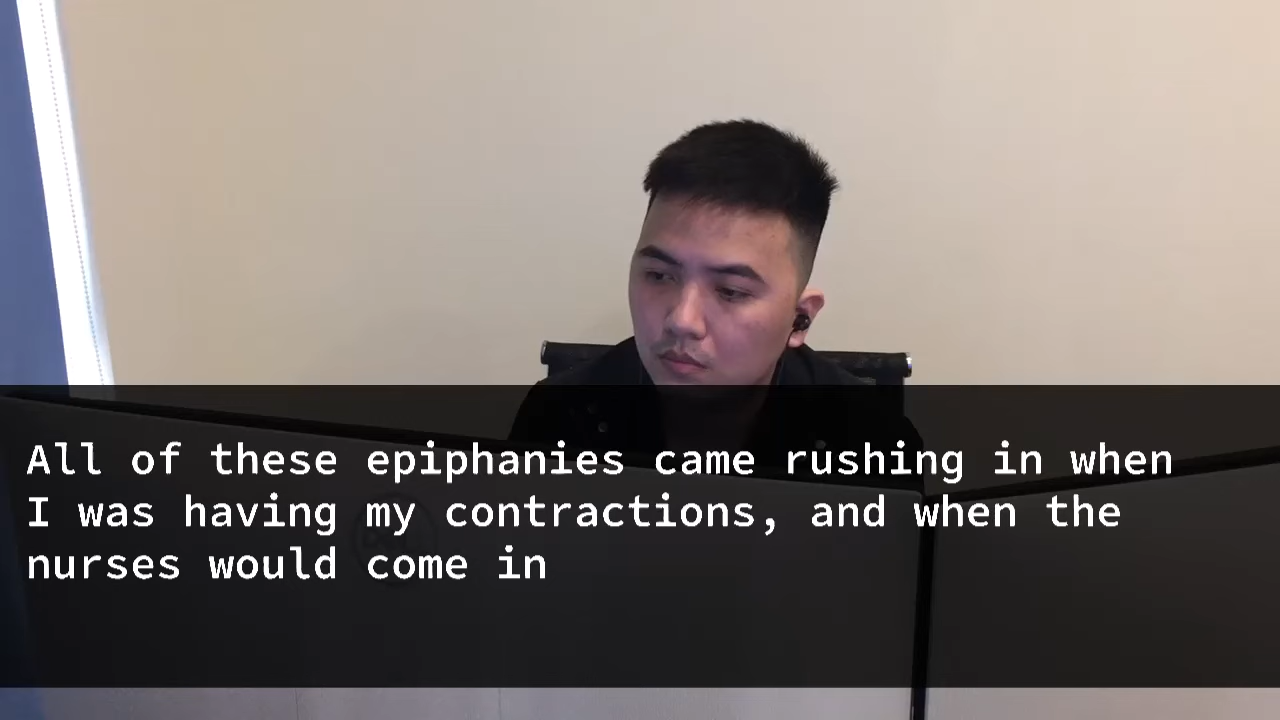 All of these epiphanies came rushing in when
I was having my contractions, and when the
nurses would come in